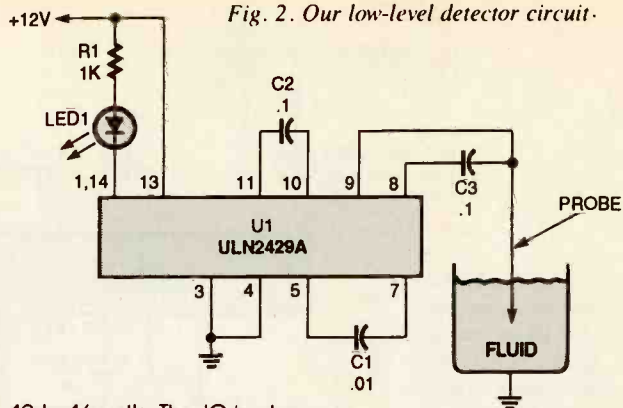 Fig. 2. Our low-level detector circuit.
+12V
R1
1K
LED1
C2
.1
1,14
13
11
10
9
8
C3
.1
PROBE
U1
ULN2429A
3
4
5
7
C1
.01
FLUID